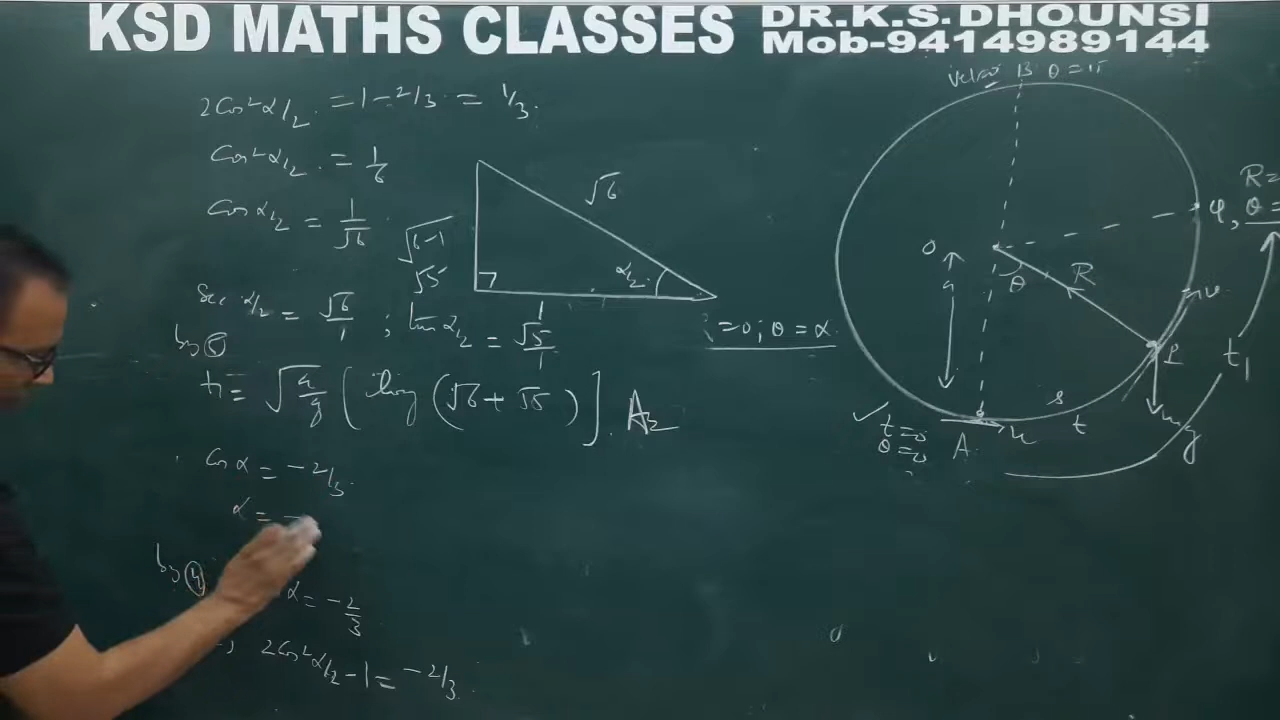 KSD MATHS CLASSES
DR.K.S.DHOUNSI
Mob-9414989144
2Cos²α/2 = 1-2/3 = 1/3.
Cos²α/2 = 1/6
Cos α/2 = 1/√6
√6-1
√5
√6
α/2
1
Sec α/2 = √6/1 ; tan α/2 = √5/1
by ⑤
t₁ = √a/g [ log (√6 + √5 ) ]. A₂
Cos α = -2/3.
α = -
by ④
α = -2/3
2Cos²α/2 - 1 = -2/3.
=0; θ = α.
B θ = π
R=
φ, θ =
O
a
θ
R
v
P
t₁
mg
s
t
✓ t=0
θ=0
A
u